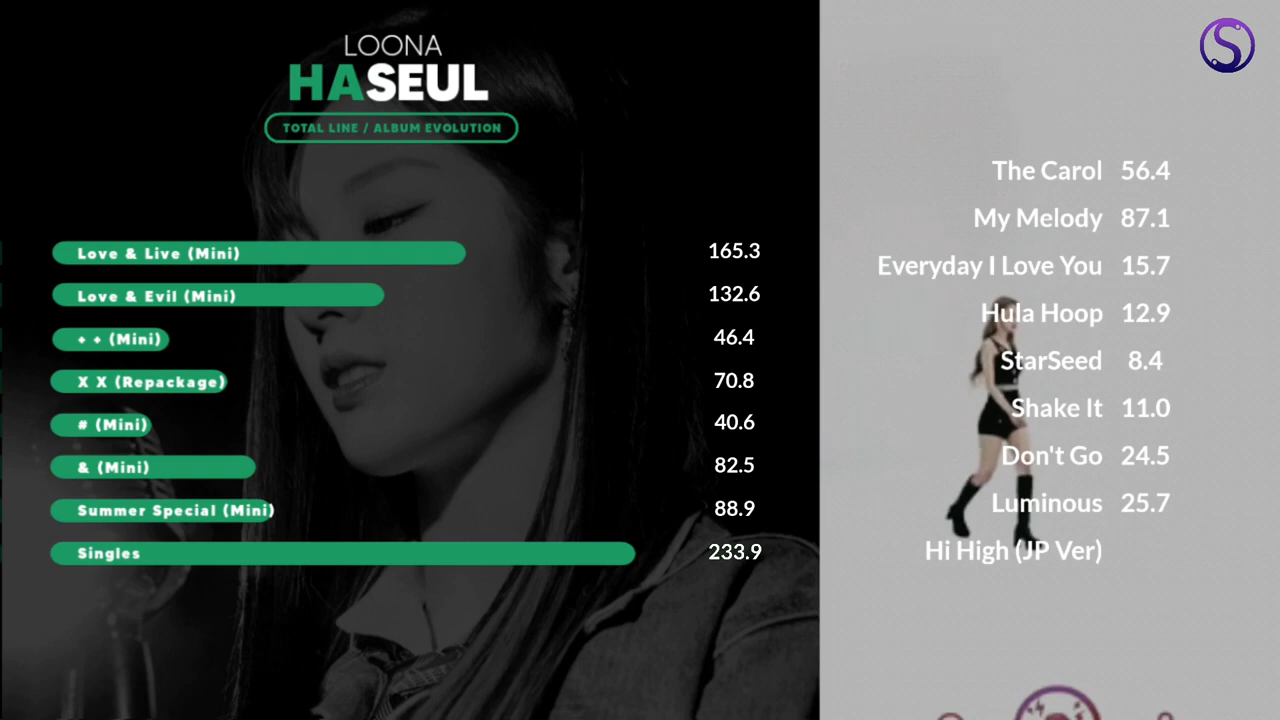 LOONA
HASEUL
TOTAL LINE / ALBUM EVOLUTION
Love & Live (Mini) 165.3
Love & Evil (Mini) 132.6
+ + (Mini) 46.4
X X (Repackage) 70.8
# (Mini) 40.6
& (Mini) 82.5
Summer Special (Mini) 88.9
Singles 233.9
The Carol 56.4
My Melody 87.1
Everyday I Love You 15.7
Hula Hoop 12.9
StarSeed 8.4
Shake It 11.0
Don't Go 24.5
Luminous 25.7
Hi High (JP Ver)